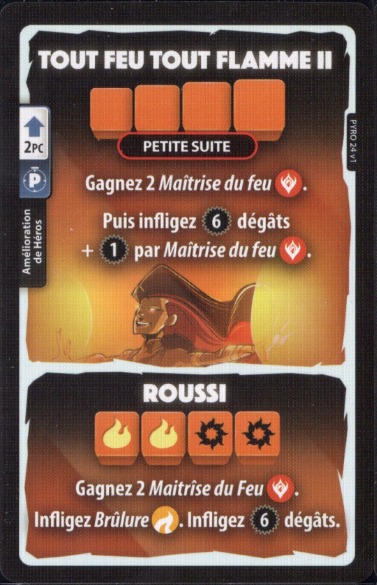 TOUT FEU TOUT FLAMME II
PETITE SUITE
2PC
P
Amélioration
de Héros
PYRO 24 V1
Gagnez 2 Maîtrise du feu.
Puis infligez 6 dégâts
+ 1 par Maîtrise du feu.
ROUSSI
Gagnez 2 Maitrîse du Feu.
Infligez Brûlure. Infligez 6 dégâts.